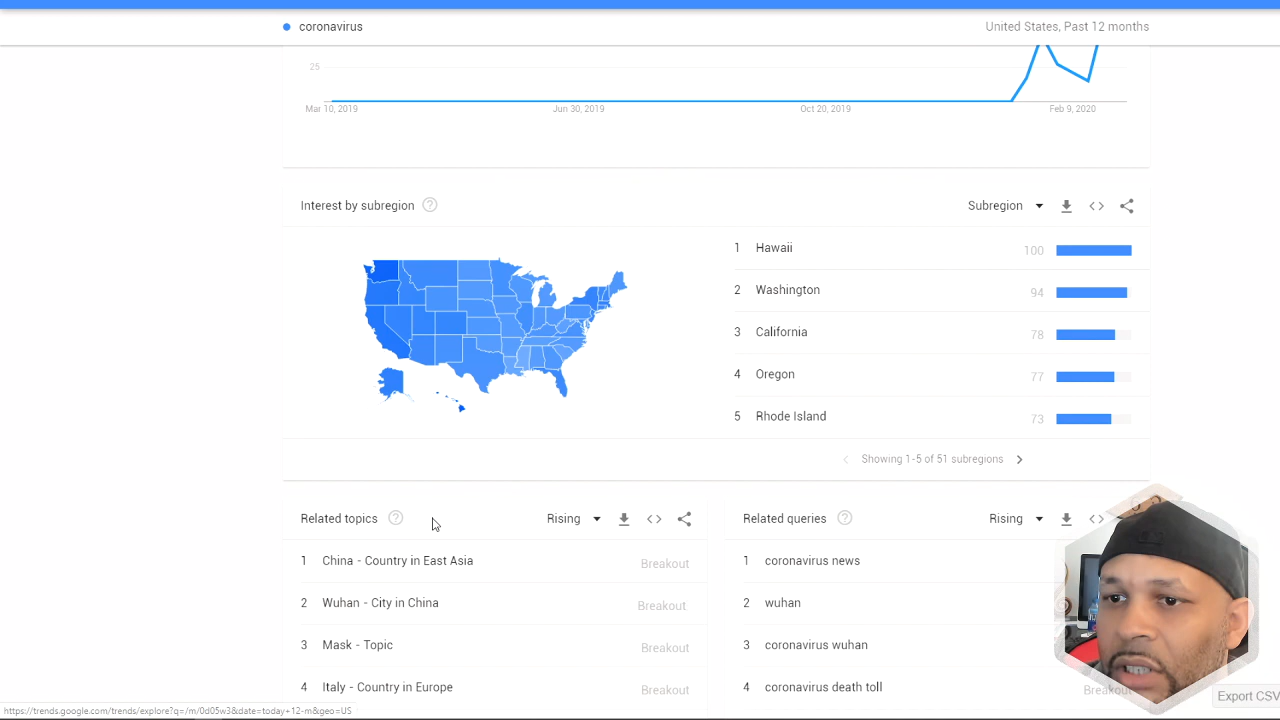 coronavirus
United States, Past 12 months
25
Mar 10, 2019
Jun 30, 2019
Oct 20, 2019
Feb 9, 2020
Interest by subregion
Subregion
1 Hawaii 100
2 Washington 94
3 California 78
4 Oregon 77
5 Rhode Island 73
Showing 1-5 of 51 subregions
Related topics
Rising
1 China - Country in East Asia Breakout
2 Wuhan - City in China Breakout
3 Mask - Topic Breakout
4 Italy - Country in Europe Breakout
Related queries
Rising
1 coronavirus news
2 wuhan
3 coronavirus wuhan
4 coronavirus death toll Breakout
Export CSV
https://trends.google.com/trends/explore?q=/m/0d05w3&date=today+12-m&geo=US